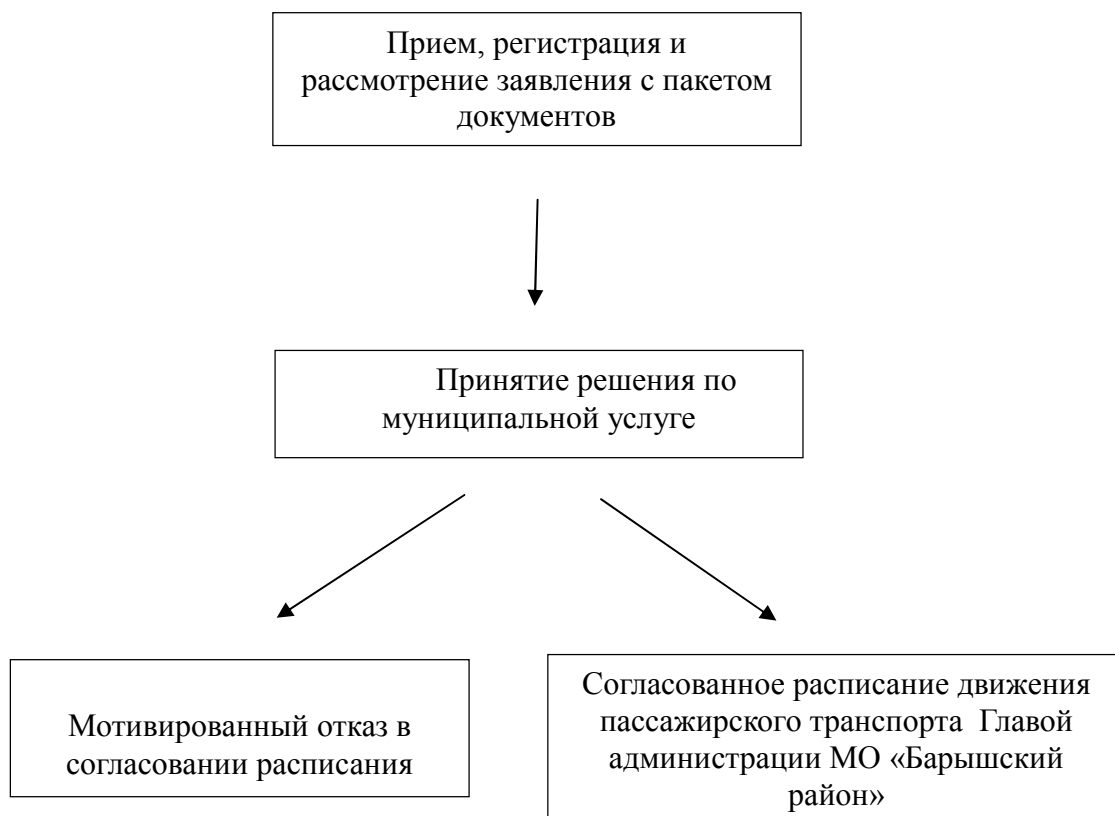 Прием, регистрация и
рассмотрение заявления с пакетом
документов
Принятие решения по
муниципальной услуге
Мотивированный отказ в
согласовании расписания
Согласованное расписание движения
пассажирского транспорта Главой
администрации МО «Барышский
район»